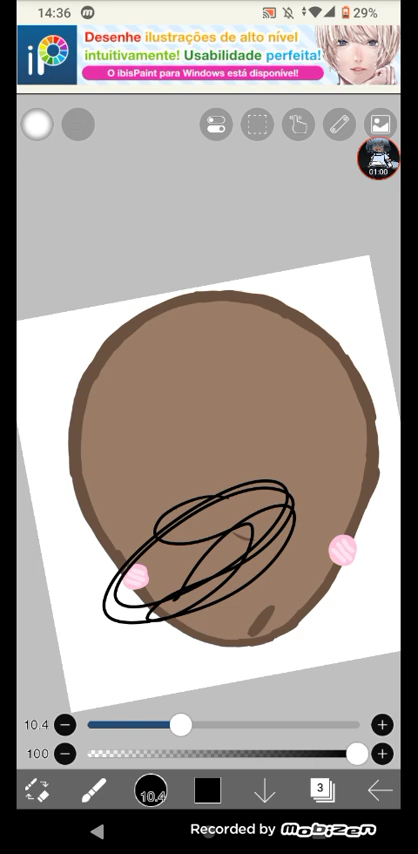 14:36
29%
iP
Desenhe ilustrações de alto nível
intuitivamente! Usabilidade perfeita!
O ibisPaint para Windows está disponível!
01:00
10.4
100
10.4
3
Recorded by Mobizen